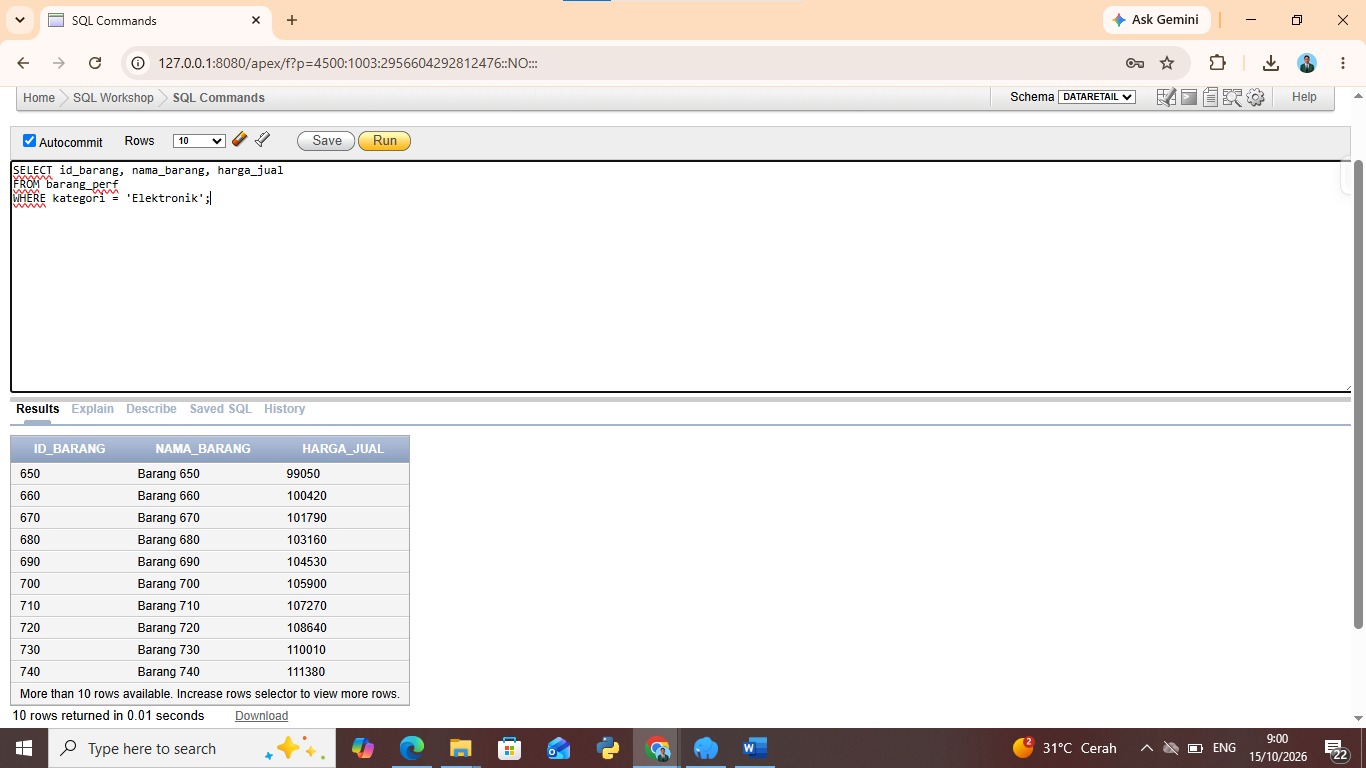 SQL Commands
Ask Gemini
127.0.0.1:8080/apex/f?p=4500:1003:2956604292812476::NO:::
Home SQL Workshop SQL Commands Schema DATARETAIL Help
Autocommit Rows 10 Save Run
SELECT id_barang, nama_barang, harga_jual
FROM barang_perf
WHERE kategori = 'Elektronik';
Results Explain Describe Saved SQL History
ID_BARANG NAMA_BARANG HARGA_JUAL
650 Barang 650 99050
660 Barang 660 100420
670 Barang 670 101790
680 Barang 680 103160
690 Barang 690 104530
700 Barang 700 105900
710 Barang 710 107270
720 Barang 720 108640
730 Barang 730 110010
740 Barang 740 111380
More than 10 rows available. Increase rows selector to view more rows.
10 rows returned in 0.01 seconds Download
Type here to search
2 31°C Cerah ENG 9:00
15/10/2026 22